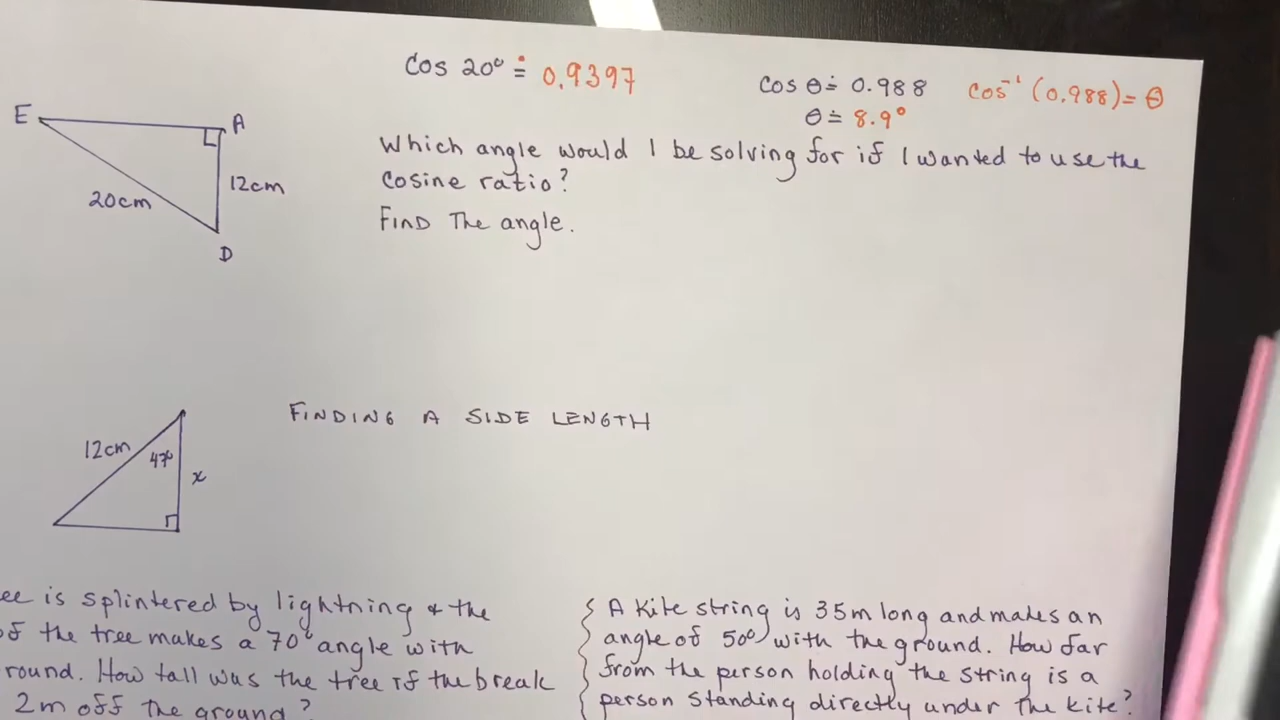 cos 20° ≐ 0.9397
cos θ ≐ 0.988
cos⁻¹ (0.988) = θ
θ ≐ 8.9°
E
A
12cm
20cm
D
Which angle would I be solving for if I wanted to use the
cosine ratio?
FIND The angle.
FINDING A SIDE LENGTH
12cm
47°
x
is splintered by lightning & the
the tree makes a 70° angle with
How tall was the tree if the break
2m off the ground?
A kite string is 35m long and makes an
angle of 50° with the ground. How far
from the person holding the string is a
person standing directly under the kite?